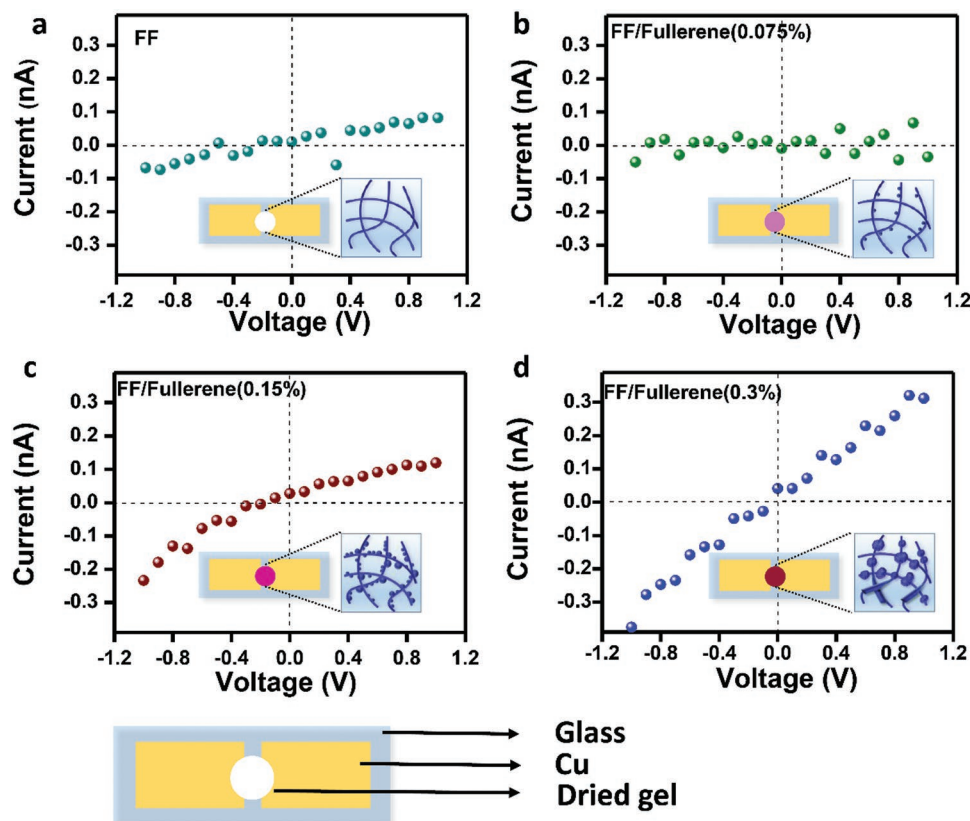 a
FF
Current (nA)
0.3
0.2
0.1
0.0
-0.1
-0.2
-0.3
-1.2 -0.8 -0.4 0.0 0.4 0.8 1.2
Voltage (V)
b
FF/Fullerene(0.075%)
Current (nA)
0.3
0.2
0.1
0.0
-0.1
-0.2
-0.3
-1.2 -0.8 -0.4 0.0 0.4 0.8 1.2
Voltage (V)
c
FF/Fullerene(0.15%)
Current (nA)
0.3
0.2
0.1
0.0
-0.1
-0.2
-0.3
-1.2 -0.8 -0.4 0.0 0.4 0.8 1.2
Voltage (V)
d
FF/Fullerene(0.3%)
Current (nA)
0.3
0.2
0.1
0.0
-0.1
-0.2
-0.3
-1.2 -0.8 -0.4 0.0 0.4 0.8 1.2
Voltage (V)
Glass
Cu
Dried gel